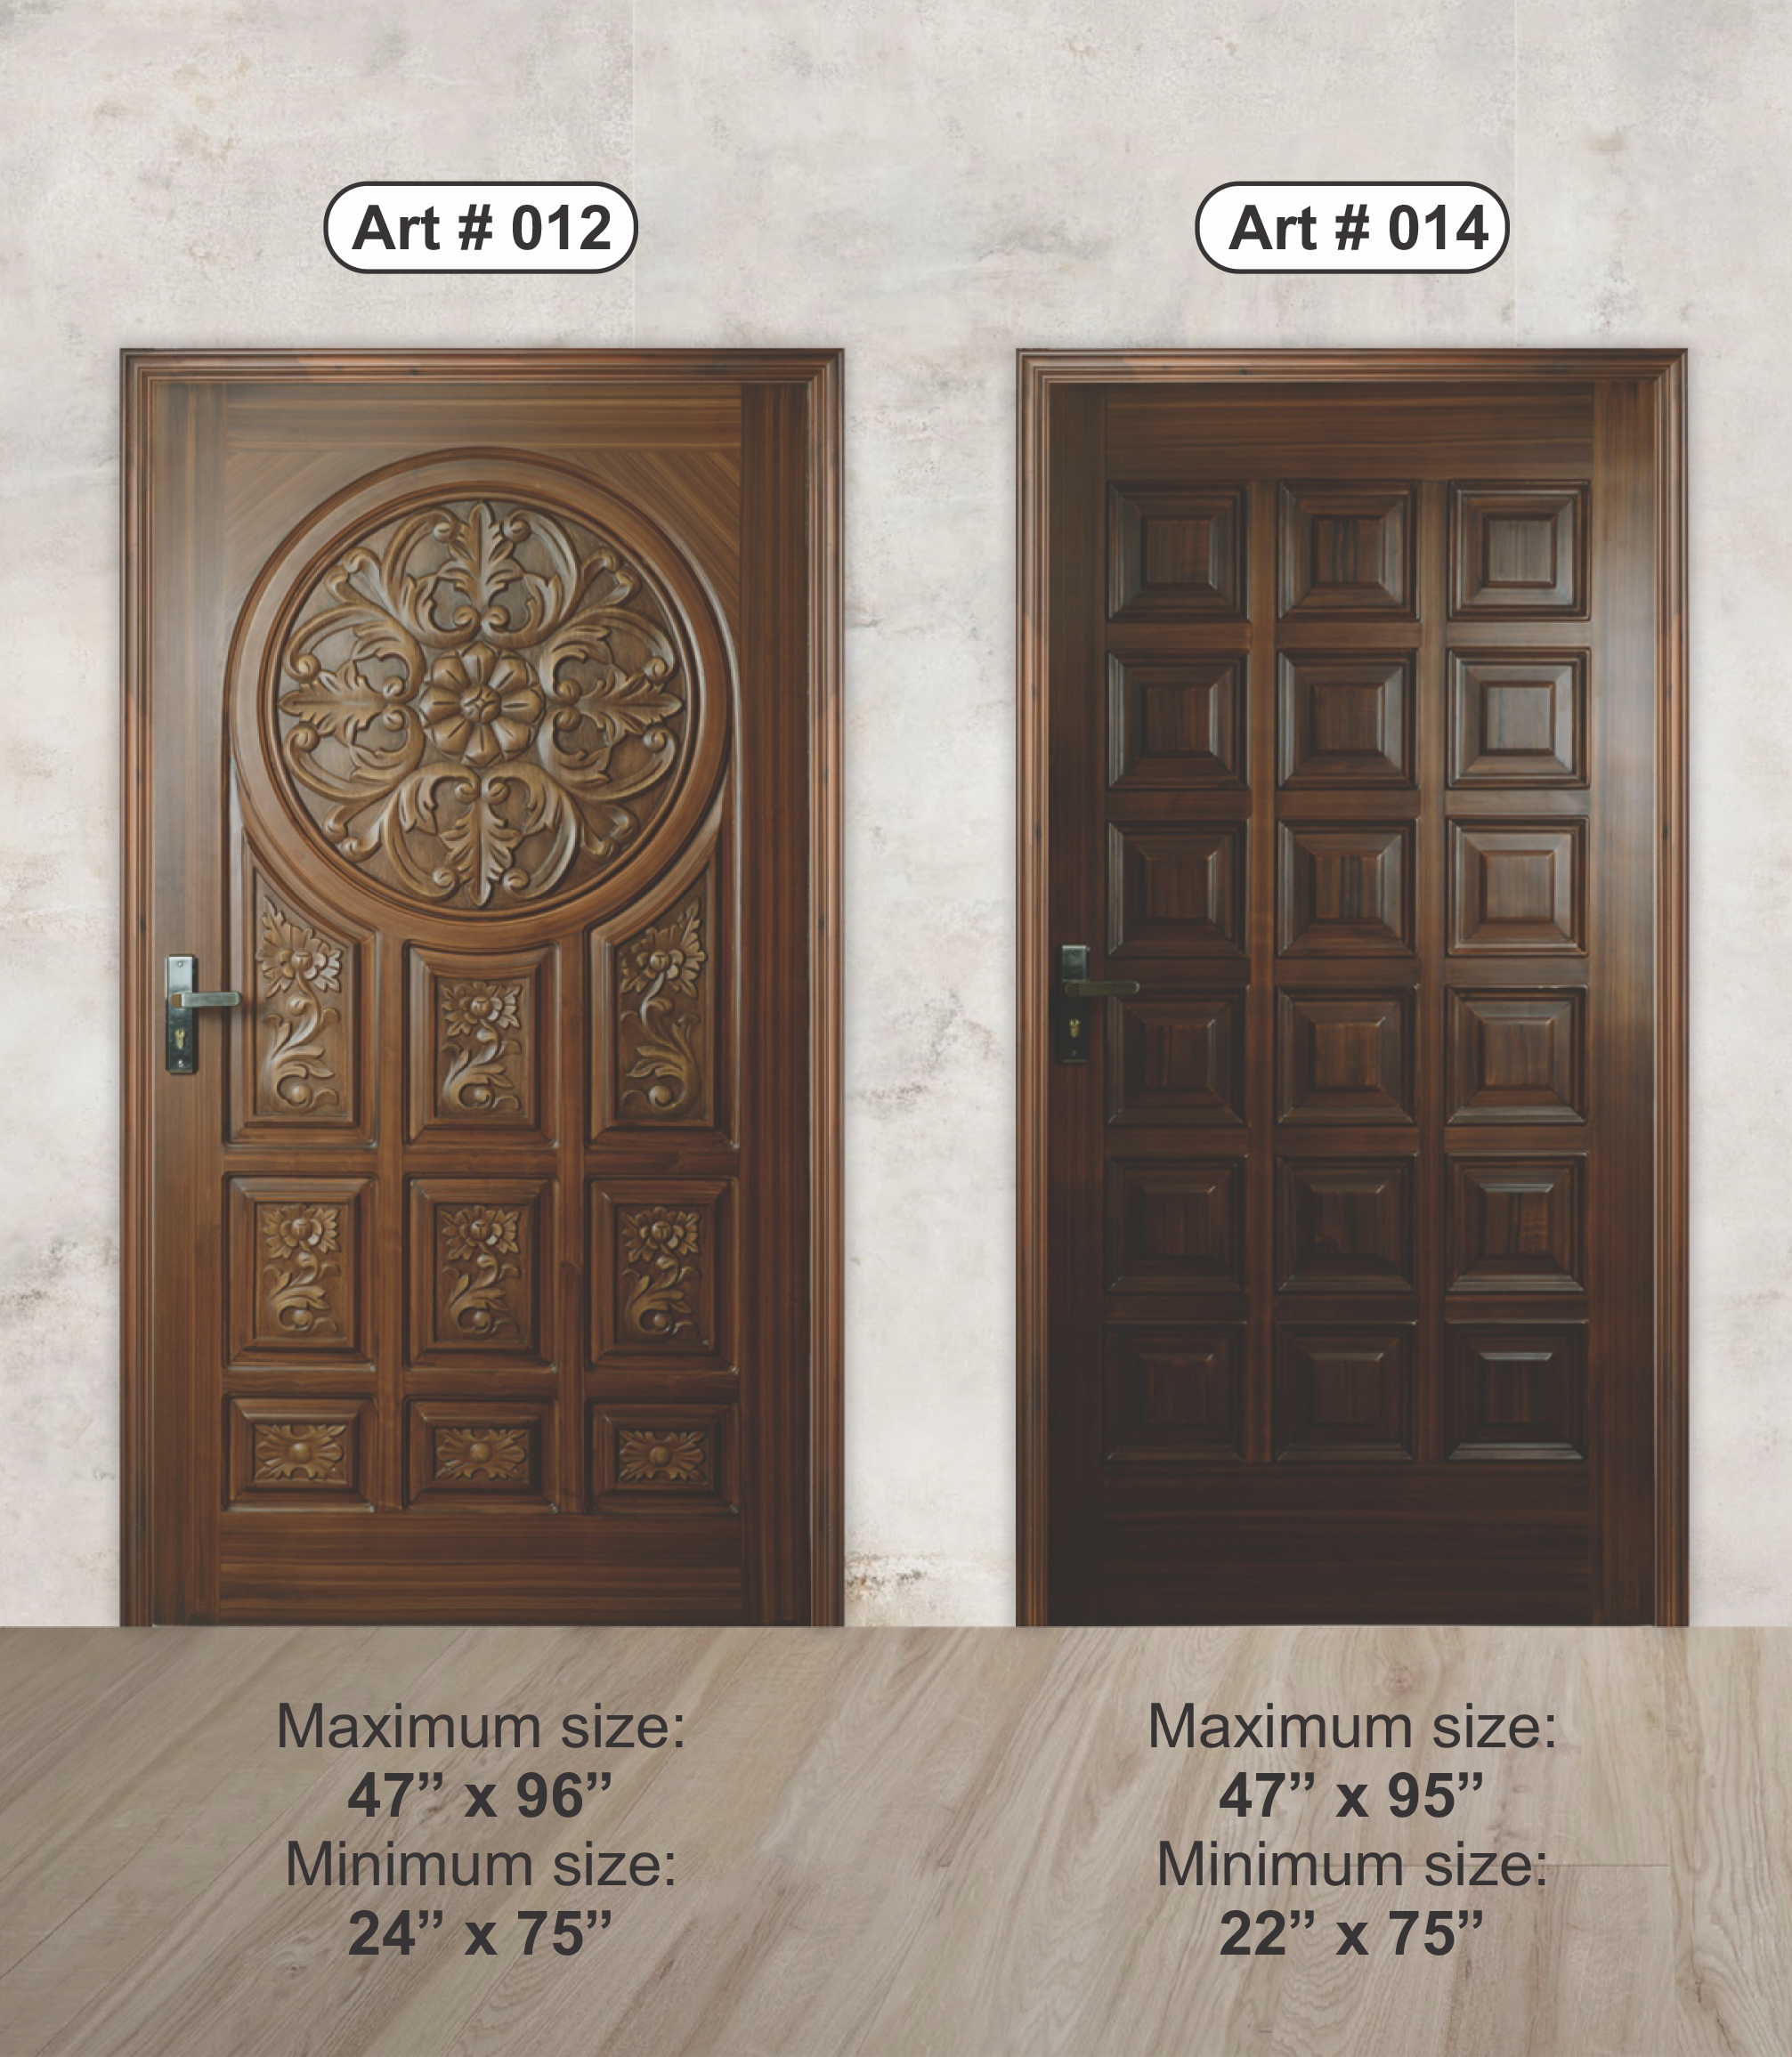 Art # 012
Maximum size:
47” x 96”
Minimum size:
24” x 75”
Art # 014
Maximum size:
47” x 95”
Minimum size:
22” x 75”